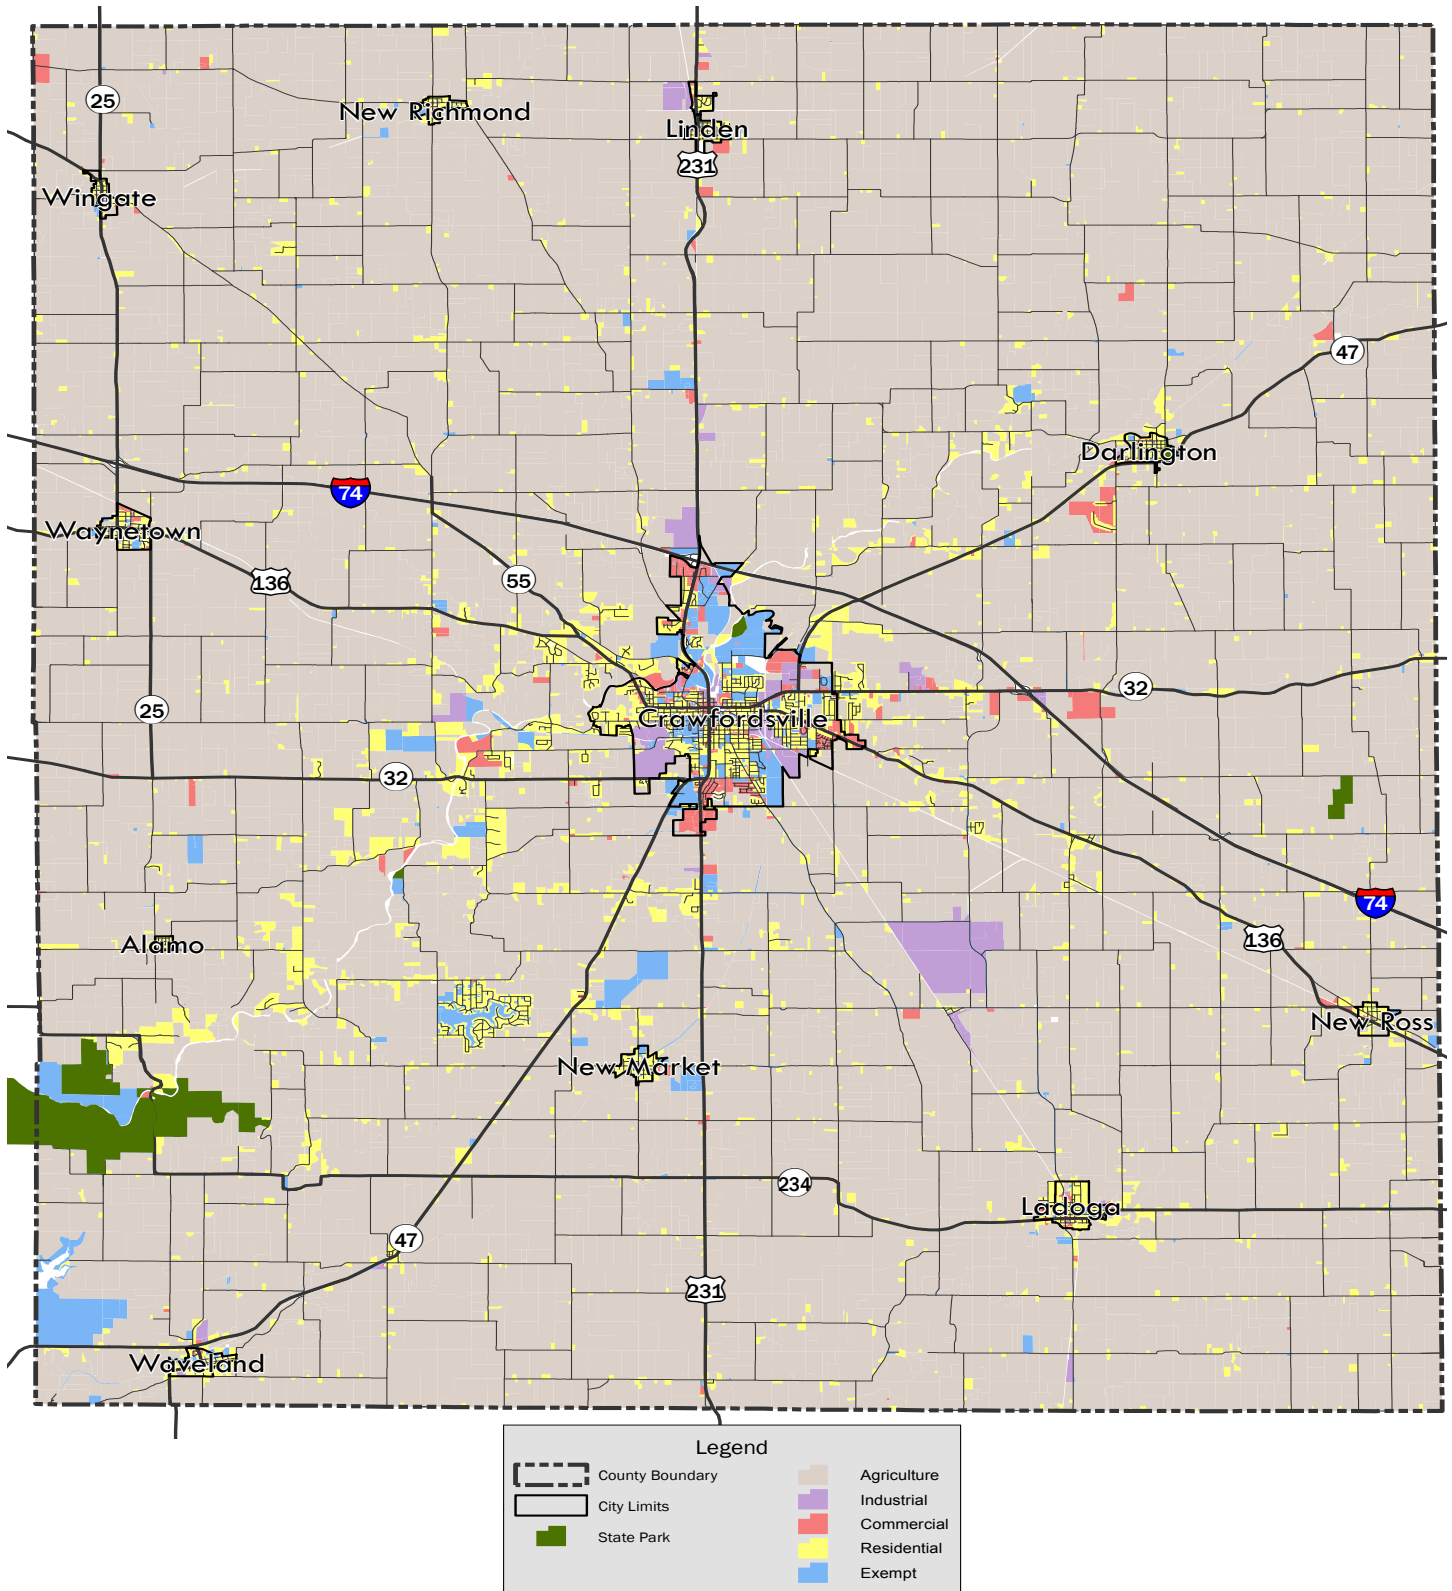 25
New Richmond
Linden
231
Wingate
47
Darlington
74
Waynetown
136
55
32
25
Crawfordsville
32
74
136
Alamo
New Ross
New Market
234
Ladoga
47
231
Waveland
Legend
County Boundary
City Limits
State Park
Agriculture
Industrial
Commercial
Residential
Exempt